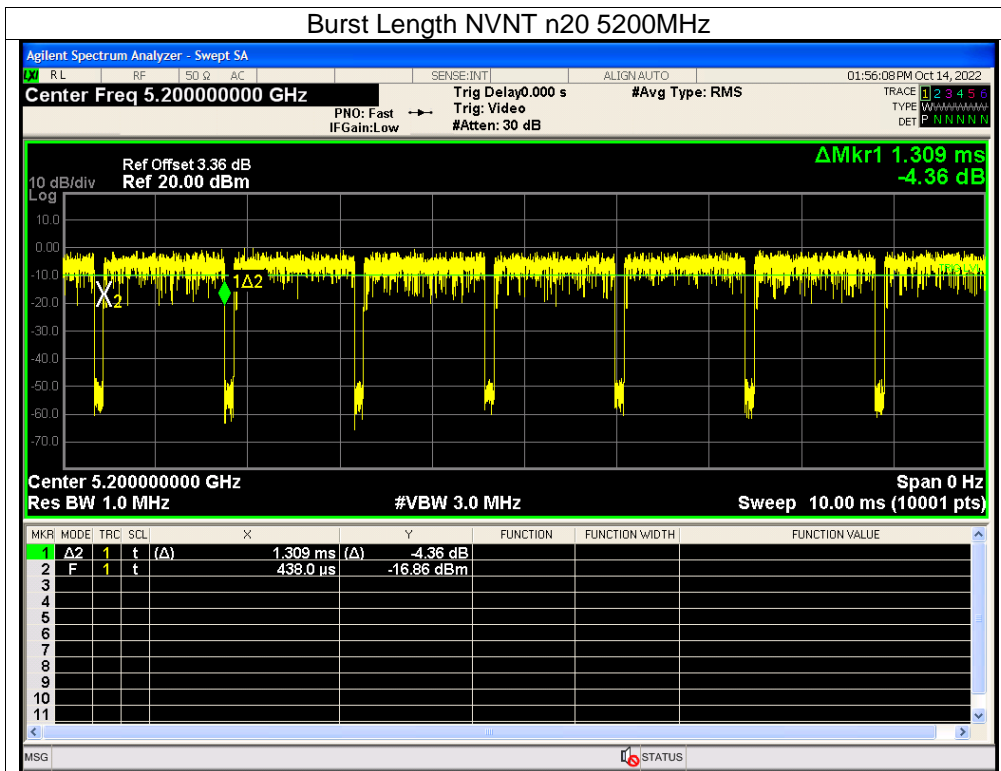 Burst Length NVNT n20 5200MHz
Agilent Spectrum Analyzer - Swept SA
LXI RL RF 50 Ω AC SENSE:INT ALIGN AUTO 01:56:08 PM Oct 14, 2022
Center Freq 5.200000000 GHz Trig Delay0.000 s #Avg Type: RMS TRACE 1 2 3 4 5 6
PNO: Fast Trig: Video TYPE WWWWWWW
IFGain:Low #Atten: 30 dB DET P N N N N N
ΔMkr1 1.309 ms
-4.36 dB
Ref Offset 3.36 dB
10 dB/div Ref 20.00 dBm
Log
10.0
0.00
-10.0
1Δ2
2
-20.0
-30.0
-40.0
-50.0
-60.0
-70.0
Center 5.200000000 GHz Span 0 Hz
Res BW 1.0 MHz #VBW 3.0 MHz Sweep 10.00 ms (10001 pts)
MKR MODE TRC SCL X Y FUNCTION FUNCTION WIDTH FUNCTION VALUE
1 Δ2 1 t (Δ) 1.309 ms (Δ) -4.36 dB
2 F 1 t 438.0 µs -16.86 dBm
3
4
5
6
7
8
9
10
11
MSG STATUS